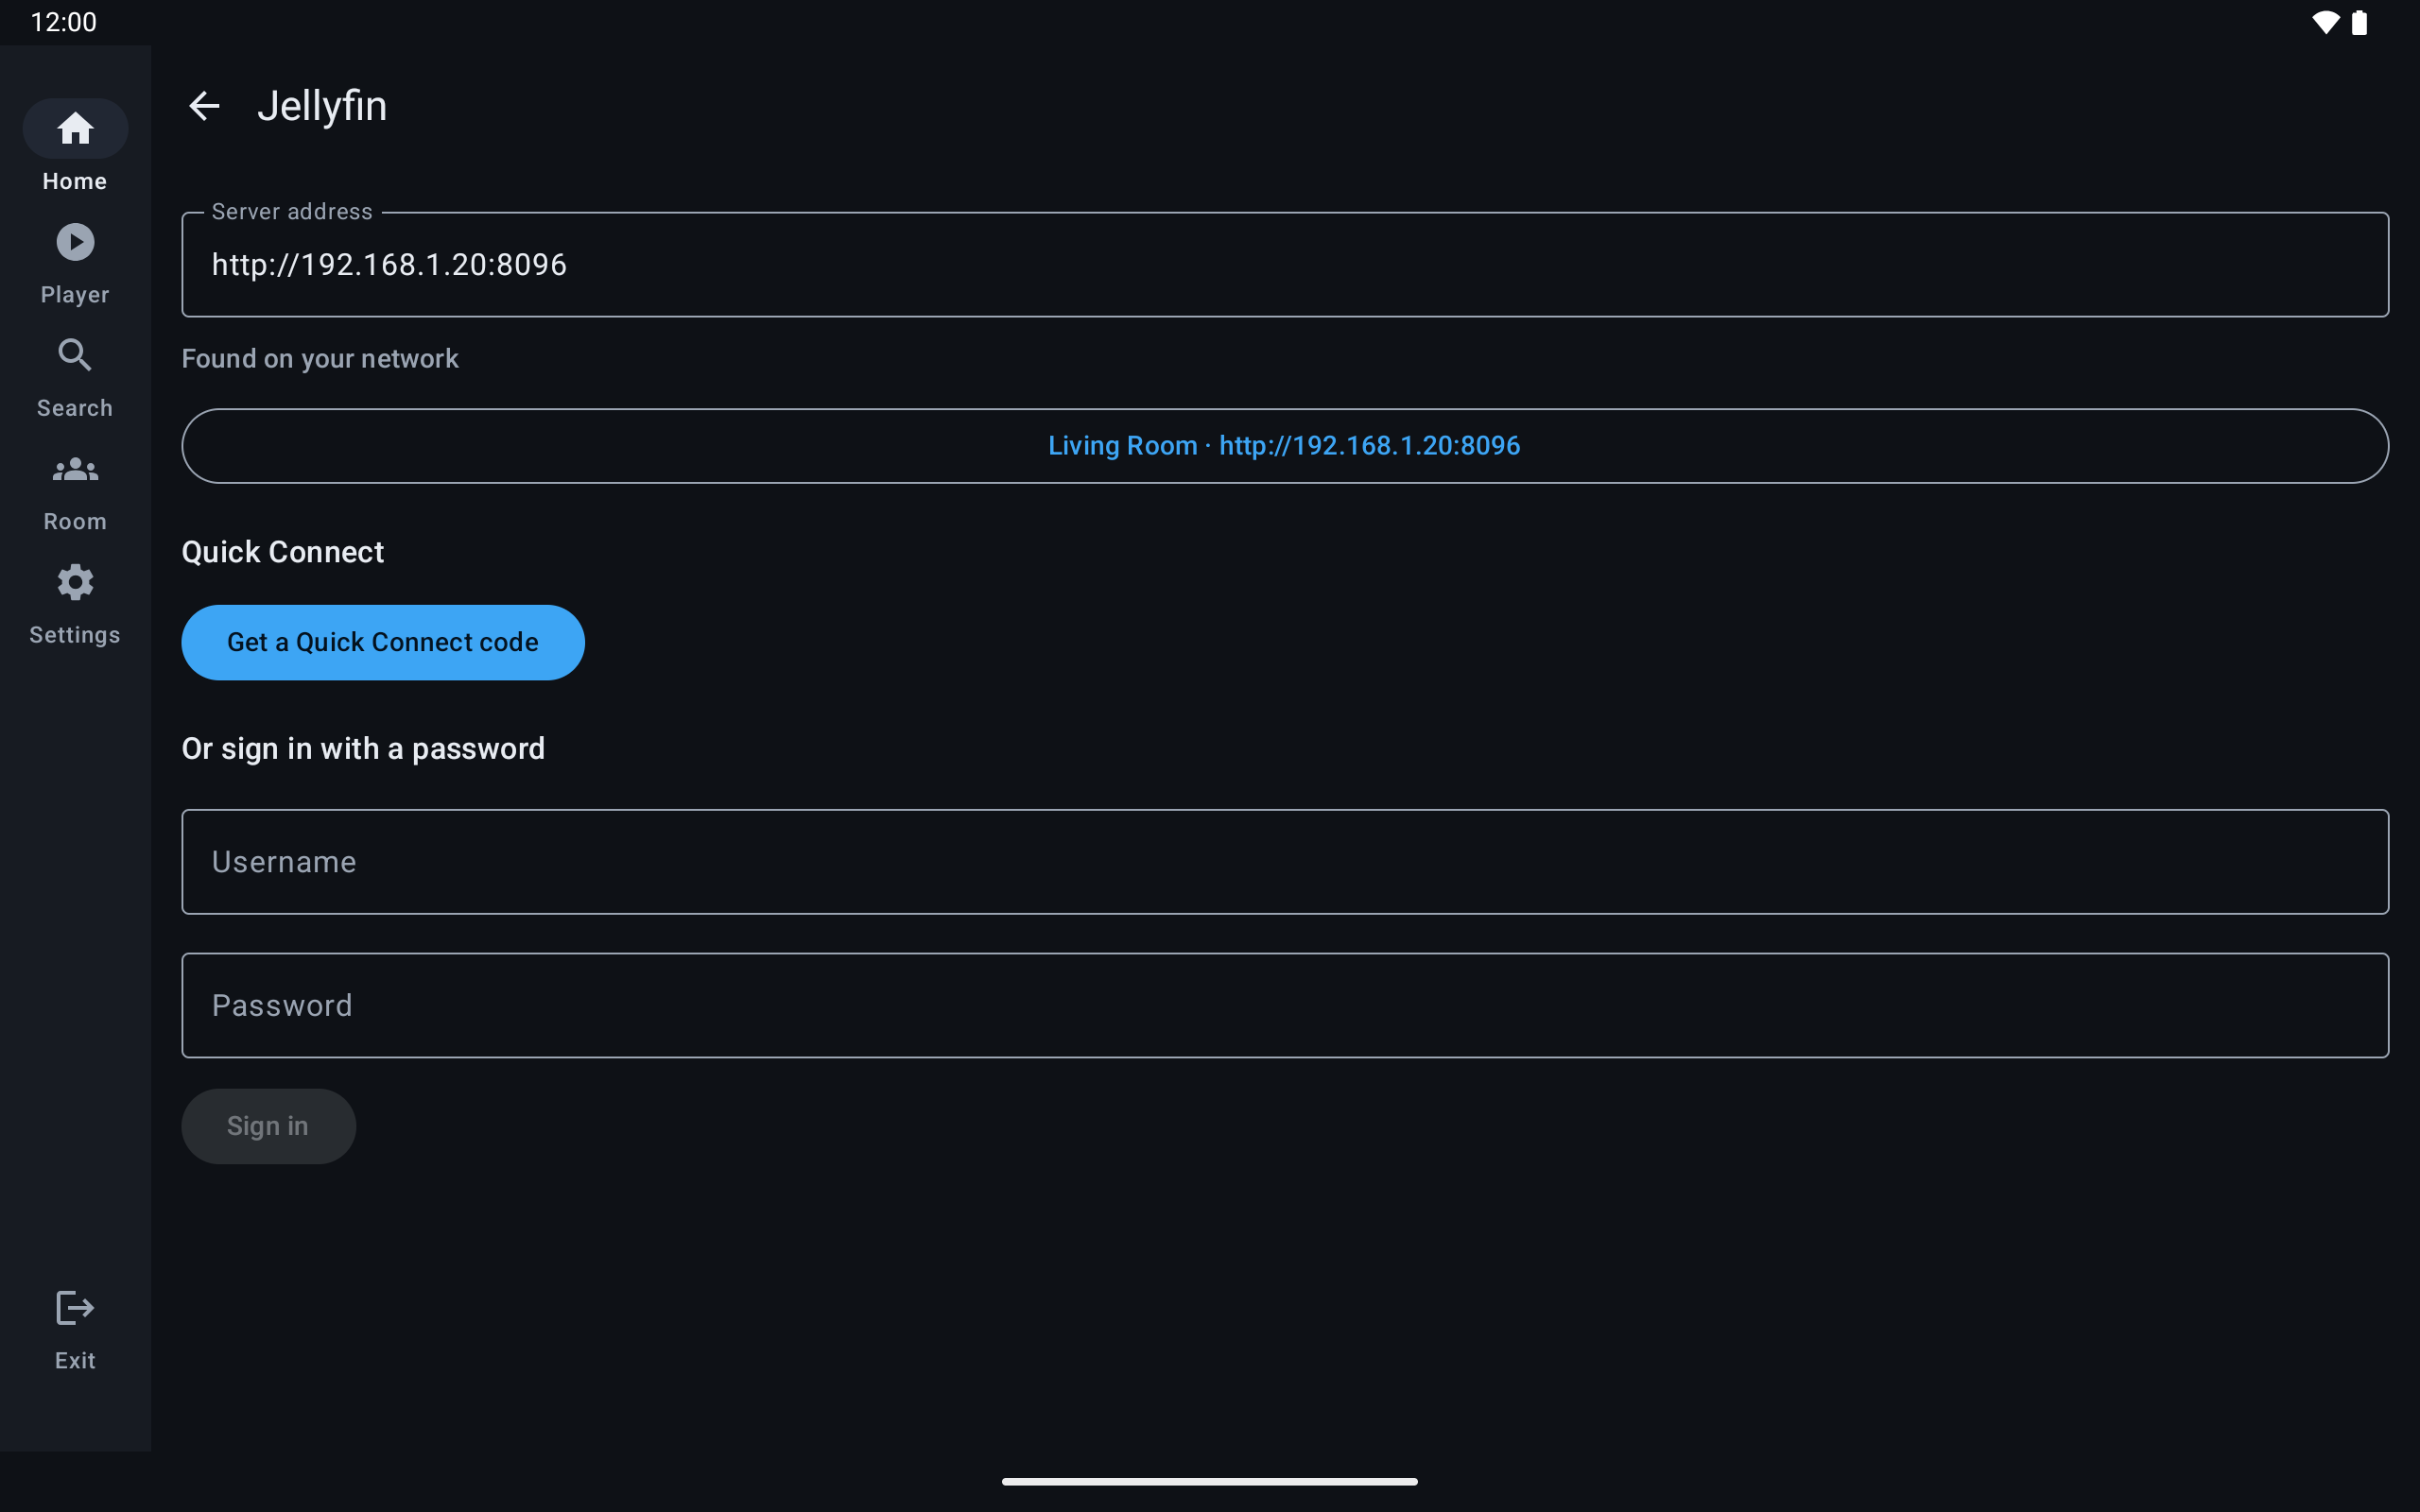 12:00
Home
Player
Search
Room
Settings
Exit
Jellyfin
Server address
http://192.168.1.20:8096
Found on your network
Living Room · http://192.168.1.20:8096
Quick Connect
Get a Quick Connect code
Or sign in with a password
Username
Password
Sign in